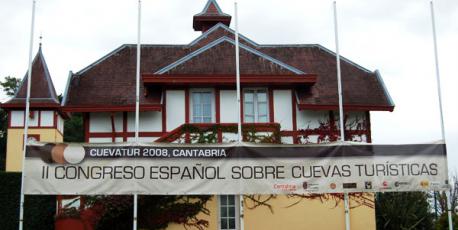 CUEVATUR 2008, CANTABRIA
II CONGRESO ESPAÑOL SOBRE CUEVAS TURÍSTICAS